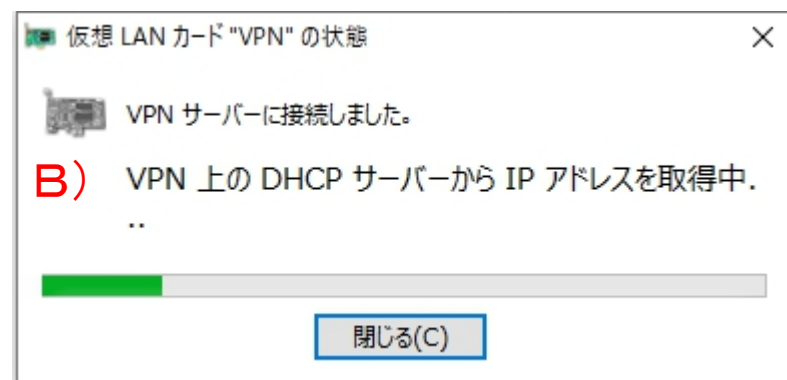 仮想 LAN カード "VPN" の状態
VPN サーバーに接続しました。
B） VPN 上の DHCP サーバーから IP アドレスを取得中.
..
閉じる(C)